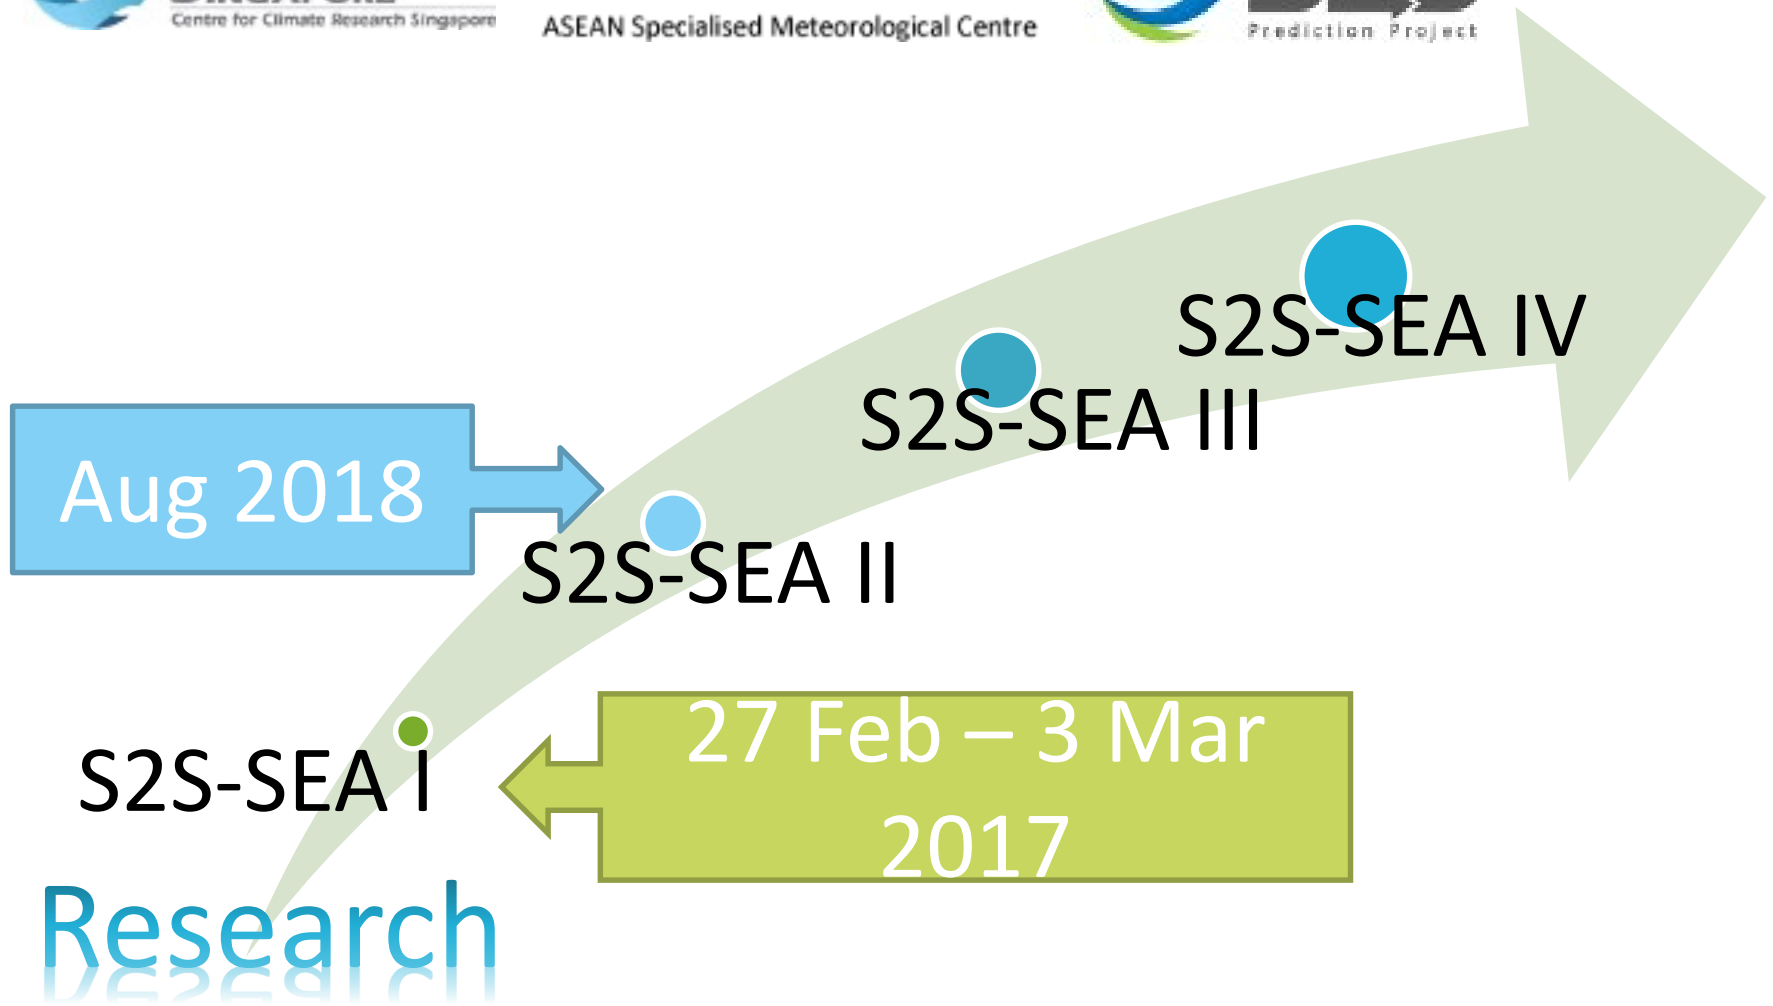 Centre for Climate Research Singapore
ASEAN Specialised Meteorological Centre
Prediction Project
S2S-SEA IV
S2S-SEA III
Aug 2018
S2S-SEA II
27 Feb – 3 Mar
2017
S2S-SEA I
Research